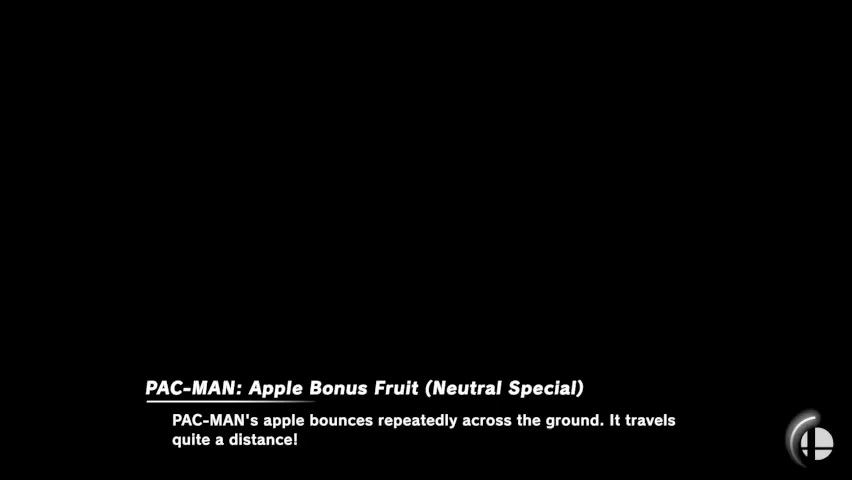 PAC-MAN: Apple Bonus Fruit (Neutral Special)
PAC-MAN's apple bounces repeatedly across the ground. It travels
quite a distance!